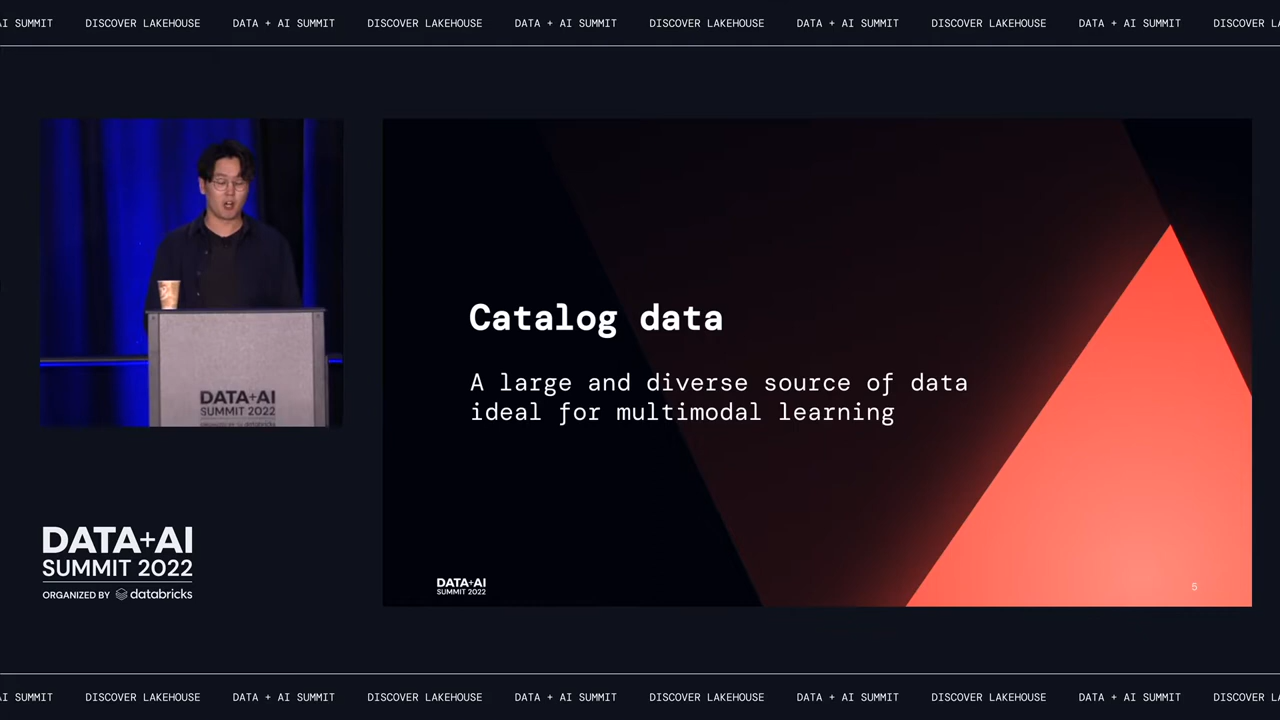 AI SUMMIT DISCOVER LAKEHOUSE DATA + AI SUMMIT DISCOVER LAKEHOUSE DATA + AI SUMMIT DISCOVER LAKEHOUSE DATA + AI SUMMIT DISCOVER LAKEHOUSE DATA + AI SUMMIT DISCOVER
Catalog data
A large and diverse source of data
ideal for multimodal learning
DATA+AI
SUMMIT 2022
DATA+AI
SUMMIT 2022
ORGANIZED BY databricks
DATA+AI
SUMMIT 2022
5
AI SUMMIT DISCOVER LAKEHOUSE DATA + AI SUMMIT DISCOVER LAKEHOUSE DATA + AI SUMMIT DISCOVER LAKEHOUSE DATA + AI SUMMIT DISCOVER LAKEHOUSE DATA + AI SUMMIT DISCOVER